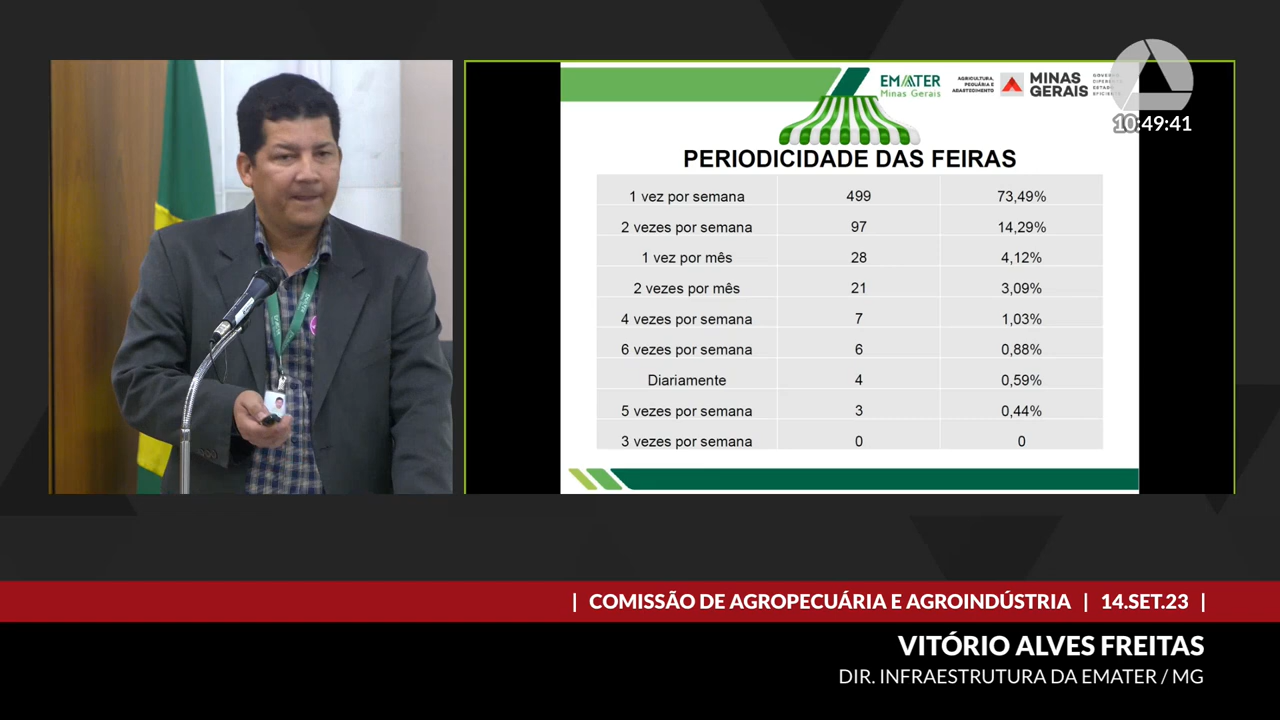 EMATER
Minas Gerais
AGRICULTURA,
PECUÁRIA E
ABASTECIMENTO
MINAS
GERAIS
GOVERNO
DIFERENTE.
ESTADO
EFICIENTE.
10:49:41
PERIODICIDADE DAS FEIRAS
1 vez por semana 499 73,49%
2 vezes por semana 97 14,29%
1 vez por mês 28 4,12%
2 vezes por mês 21 3,09%
4 vezes por semana 7 1,03%
6 vezes por semana 6 0,88%
Diariamente 4 0,59%
5 vezes por semana 3 0,44%
3 vezes por semana 0 0
| COMISSÃO DE AGROPECUÁRIA E AGROINDÚSTRIA | 14.SET.23 |
VITÓRIO ALVES FREITAS
DIR. INFRAESTRUTURA DA EMATER / MG